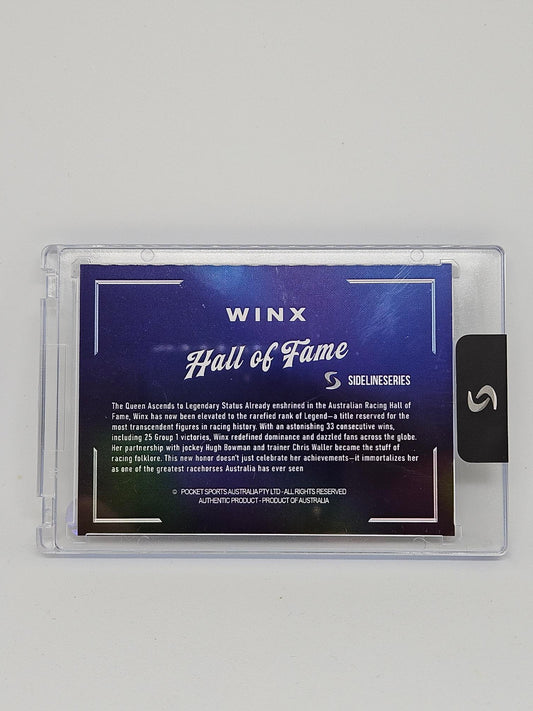 WINX
Hall of Fame
SIDELINESERIES
The Queen Ascends to Legendary Status Already enshrined in the Australian Racing Hall of
Fame, Winx has now been elevated to the rarefied rank of Legend—a title reserved for the
most transcendent figures in racing history. With an astonishing 33 consecutive wins,
including 25 Group 1 victories, Winx redefined dominance and dazzled fans across the globe.
Her partnership with jockey Hugh Bowman and trainer Chris Waller became the stuff of
racing folklore. This new honor doesn't just celebrate her achievements—it immortalizes her
as one of the greatest racehorses Australia has ever seen
© POCKET SPORTS AUSTRALIA PTY LTD - ALL RIGHTS RESERVED
AUTHENTIC PRODUCT - PRODUCT OF AUSTRALIA